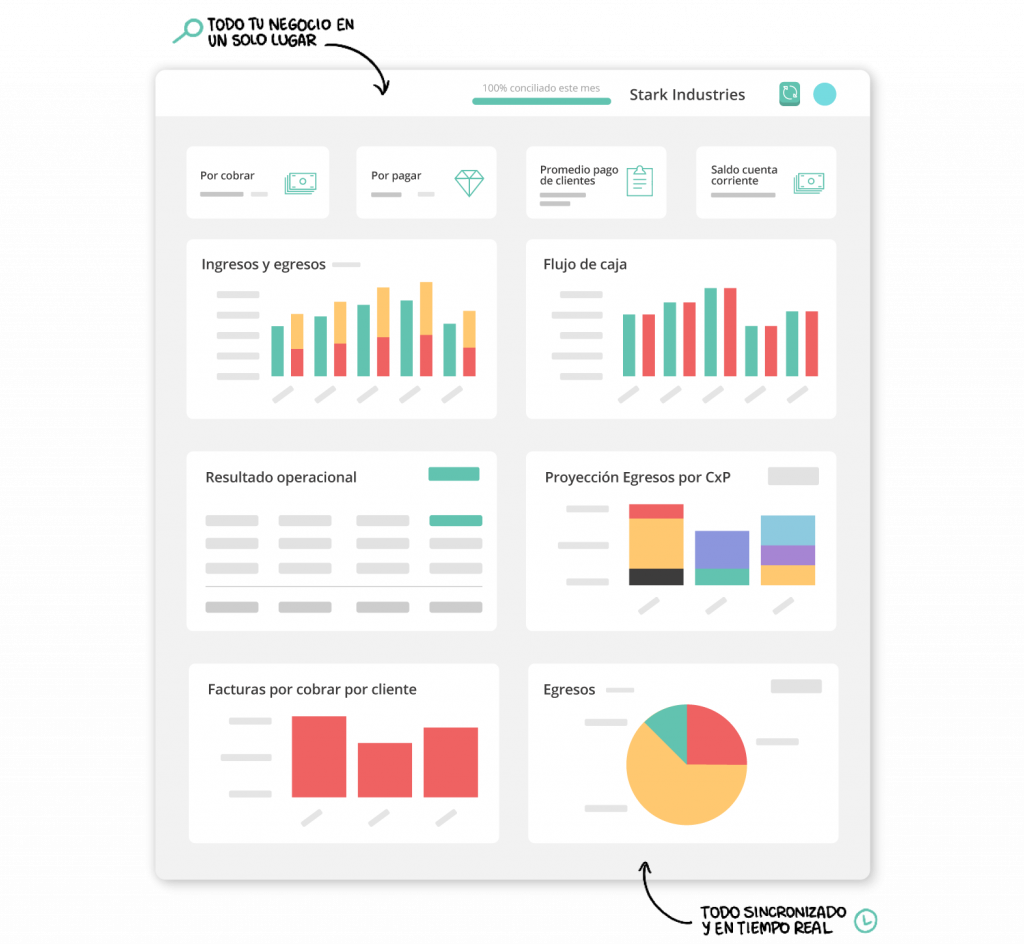 TODO TU NEGOCIO EN
UN SOLO LUGAR
100% conciliado este mes
Stark Industries
Por cobrar
Por pagar
Promedio pago
de clientes
Saldo cuenta
corriente
Ingresos y egresos
Flujo de caja
Resultado operacional
Proyección Egresos por CxP
Facturas por cobrar por cliente
Egresos
TODO SINCRONIZADO
Y EN TIEMPO REAL